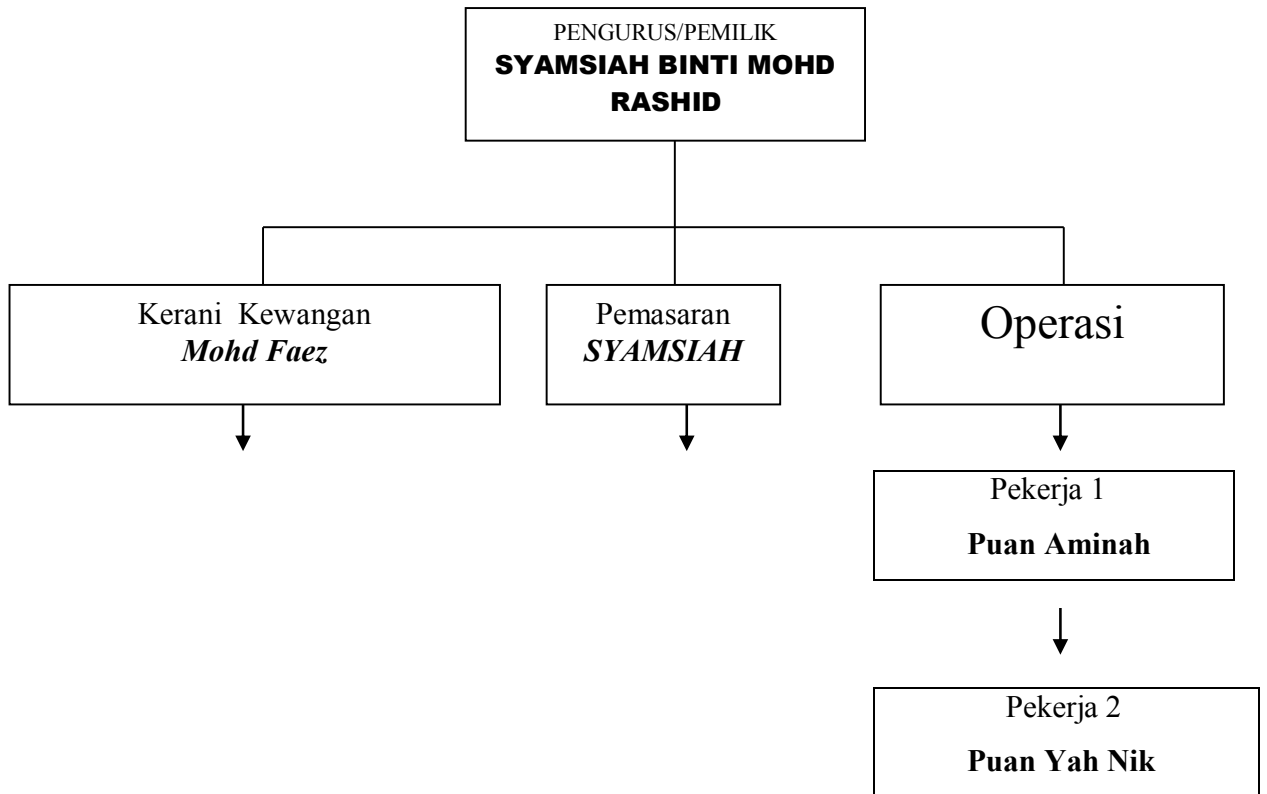 PENGURUS/PEMILIK
SYAMSIAH BINTI MOHD
RASHID
Kerani Kewangan
Mohd Faez
Pemasaran
SYAMSIAH
Operasi
Pekerja 1
Puan Aminah
Pekerja 2
Puan Yah Nik